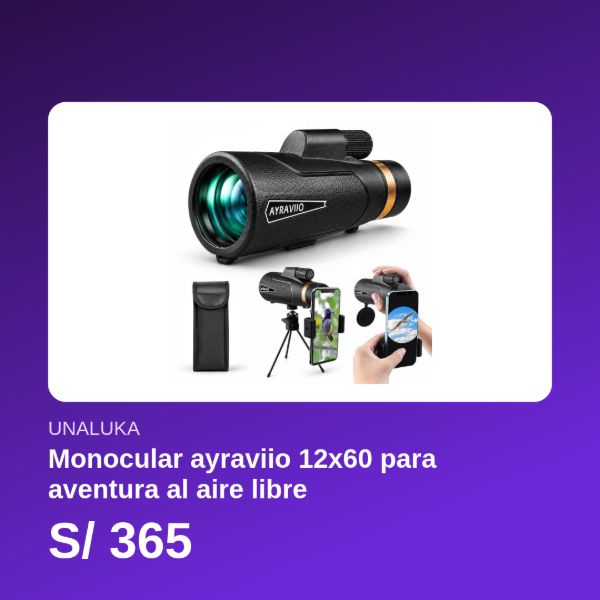 AYRAVIIO
UNALUKA
Monocular ayraviio 12x60 para
aventura al aire libre
S/ 365